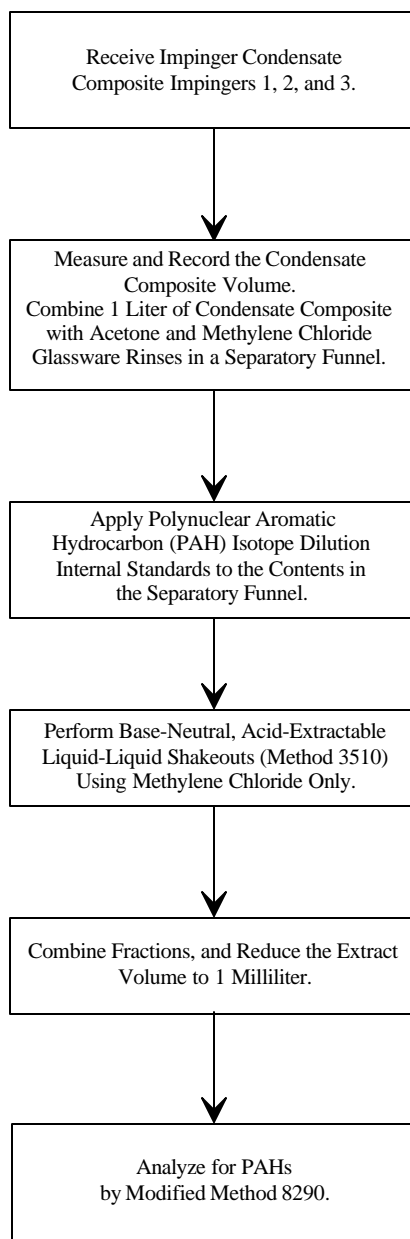 Receive Impinger Condensate
Composite Impingers 1, 2, and 3.
Measure and Record the Condensate
Composite Volume.
Combine 1 Liter of Condensate Composite
with Acetone and Methylene Chloride
Glassware Rinses in a Separatory Funnel.
Apply Polynuclear Aromatic
Hydrocarbon (PAH) Isotope Dilution
Internal Standards to the Contents in
the Separatory Funnel.
Perform Base-Neutral, Acid-Extractable
Liquid-Liquid Shakeouts (Method 3510)
Using Methylene Chloride Only.
Combine Fractions, and Reduce the Extract
Volume to 1 Milliliter.
Analyze for PAHs
by Modified Method 8290.